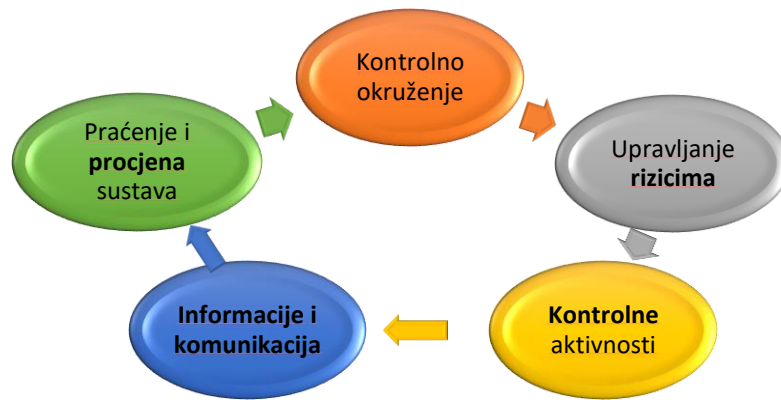 Kontrolno
okruženje
Upravljanje
rizicima
Kontrolne
aktivnosti
Informacije i
komunikacija
Praćenje i
procjena
sustava